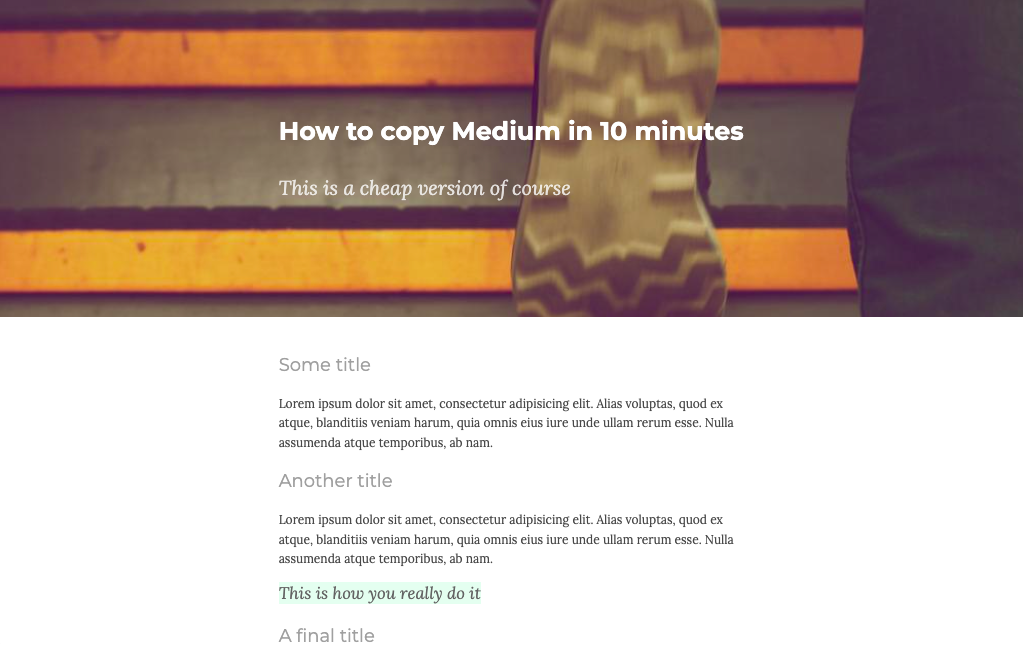 How to copy Medium in 10 minutes
This is a cheap version of course
Some title
Lorem ipsum dolor sit amet, consectetur adipisicing elit. Alias voluptas, quod ex
atque, blanditiis veniam harum, quia omnis eius iure unde ullam rerum esse. Nulla
assumenda atque temporibus, ab nam.
Another title
Lorem ipsum dolor sit amet, consectetur adipisicing elit. Alias voluptas, quod ex
atque, blanditiis veniam harum, quia omnis eius iure unde ullam rerum esse. Nulla
assumenda atque temporibus, ab nam.
This is how you really do it
A final title